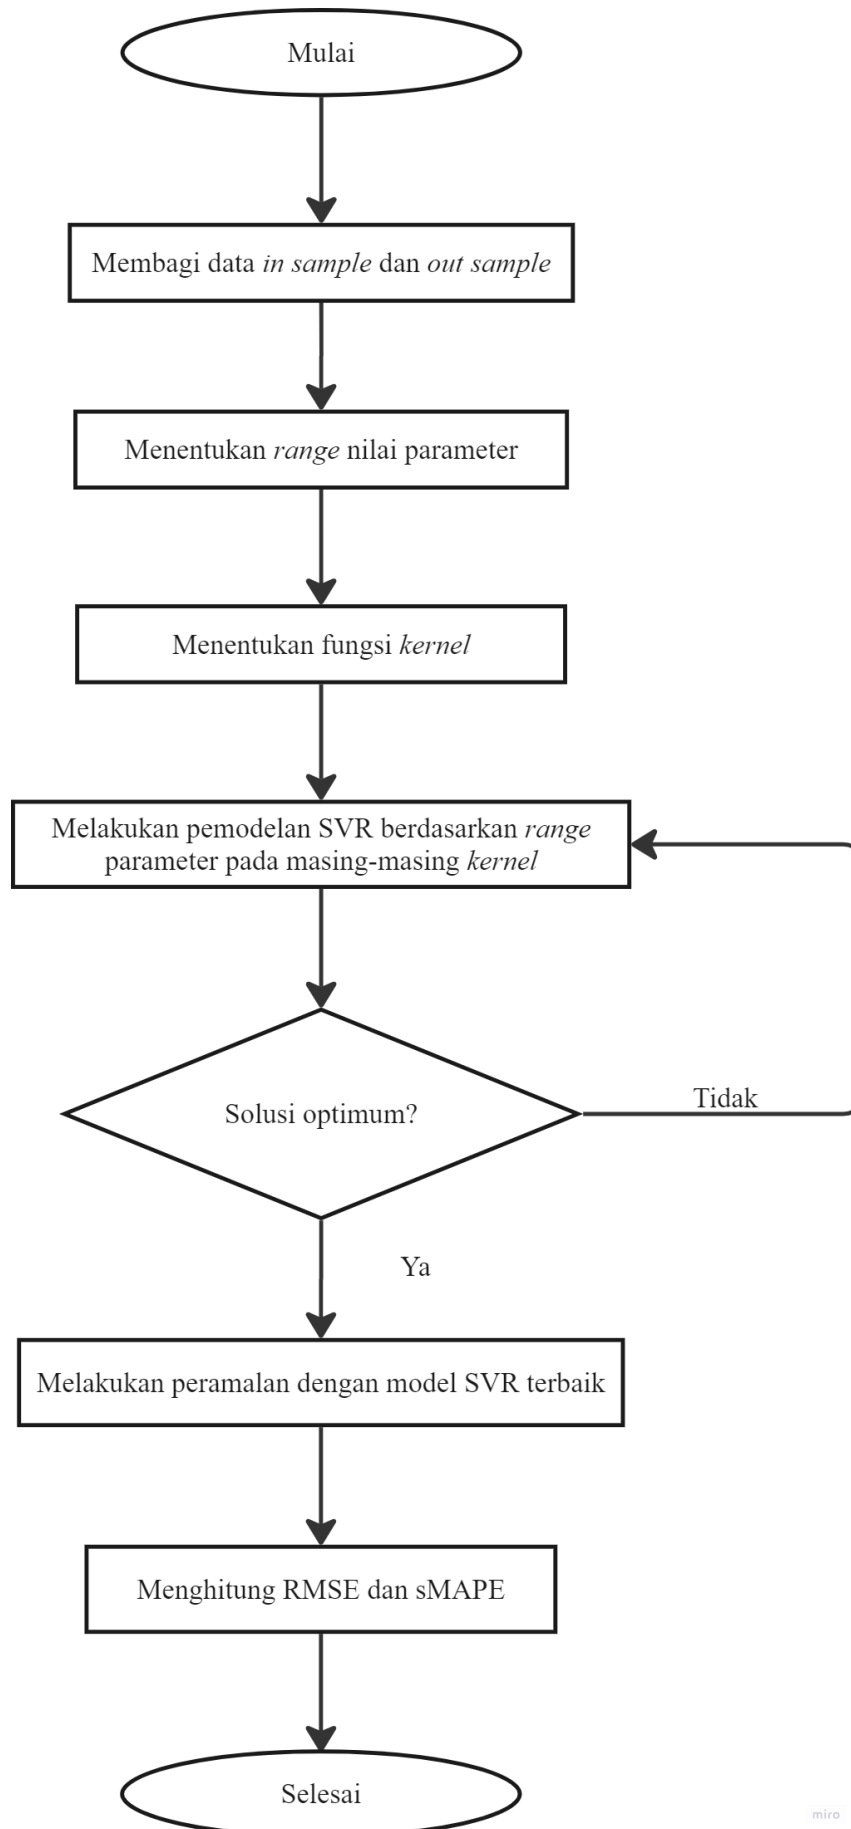 Mulai
Membagi data in sample dan out sample
Menentukan range nilai parameter
Menentukan fungsi kernel
Melakukan pemodelan SVR berdasarkan range
parameter pada masing-masing kernel
Solusi optimum?
Tidak
Ya
Melakukan peramalan dengan model SVR terbaik
Menghitung RMSE dan sMAPE
Selesai
miro